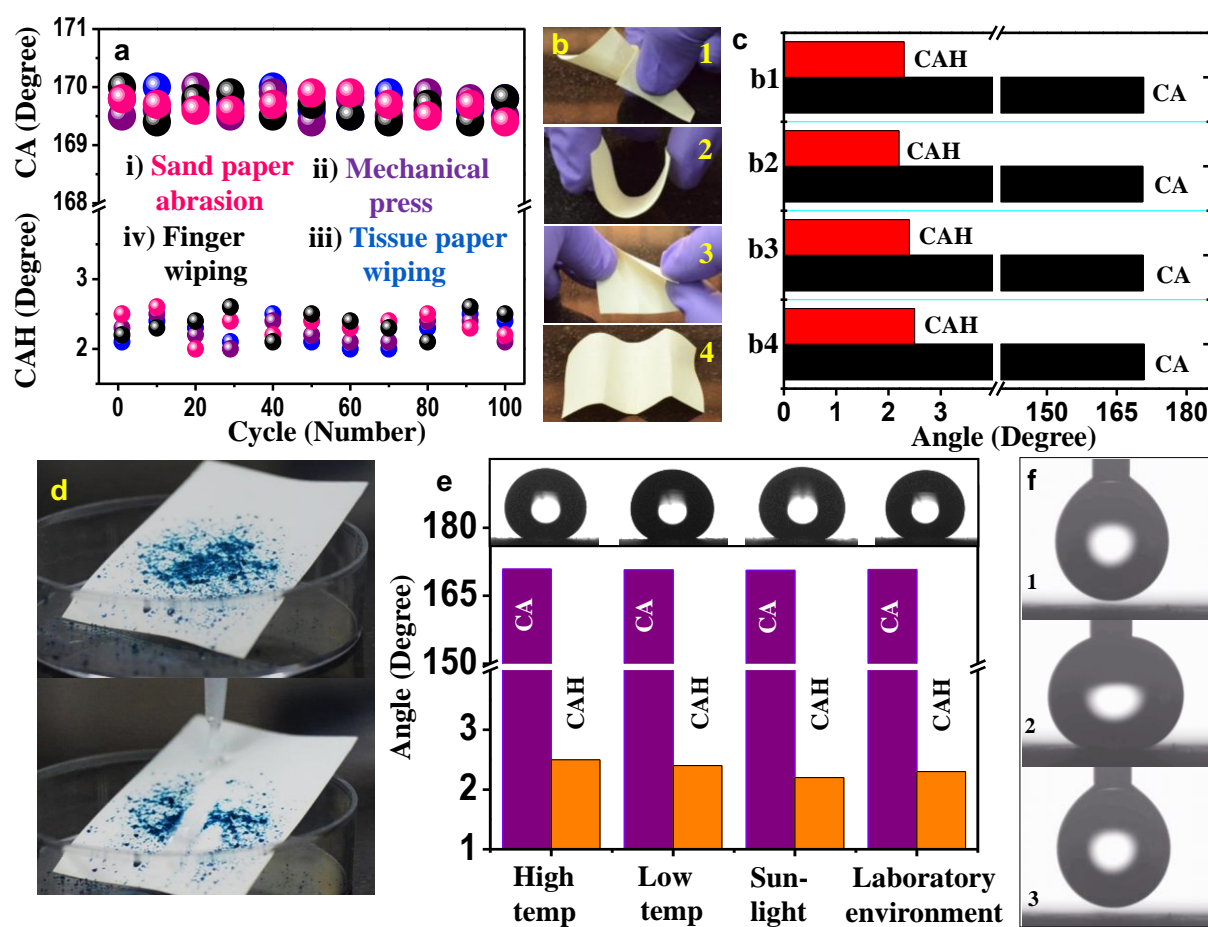 a
171
170
169
168
CA (Degree)
i) Sand paper
abrasion
ii) Mechanical
press
iv) Finger
wiping
iii) Tissue paper
wiping
3
2
CAH (Degree)
0 20 40 60 80 100
Cycle (Number)
b
1
2
3
4
c
b1
CAH
CA
b2
CAH
CA
b3
CAH
CA
b4
CAH
CA
0 1 2 3 150 165 180
Angle (Degree)
d
e
180
165
150
3
2
1
Angle (Degree)
CA
CAH
CA
CAH
CA
CAH
CA
CAH
High
temp
Low
temp
Sun-
light
Laboratory
environment
f
1
2
3